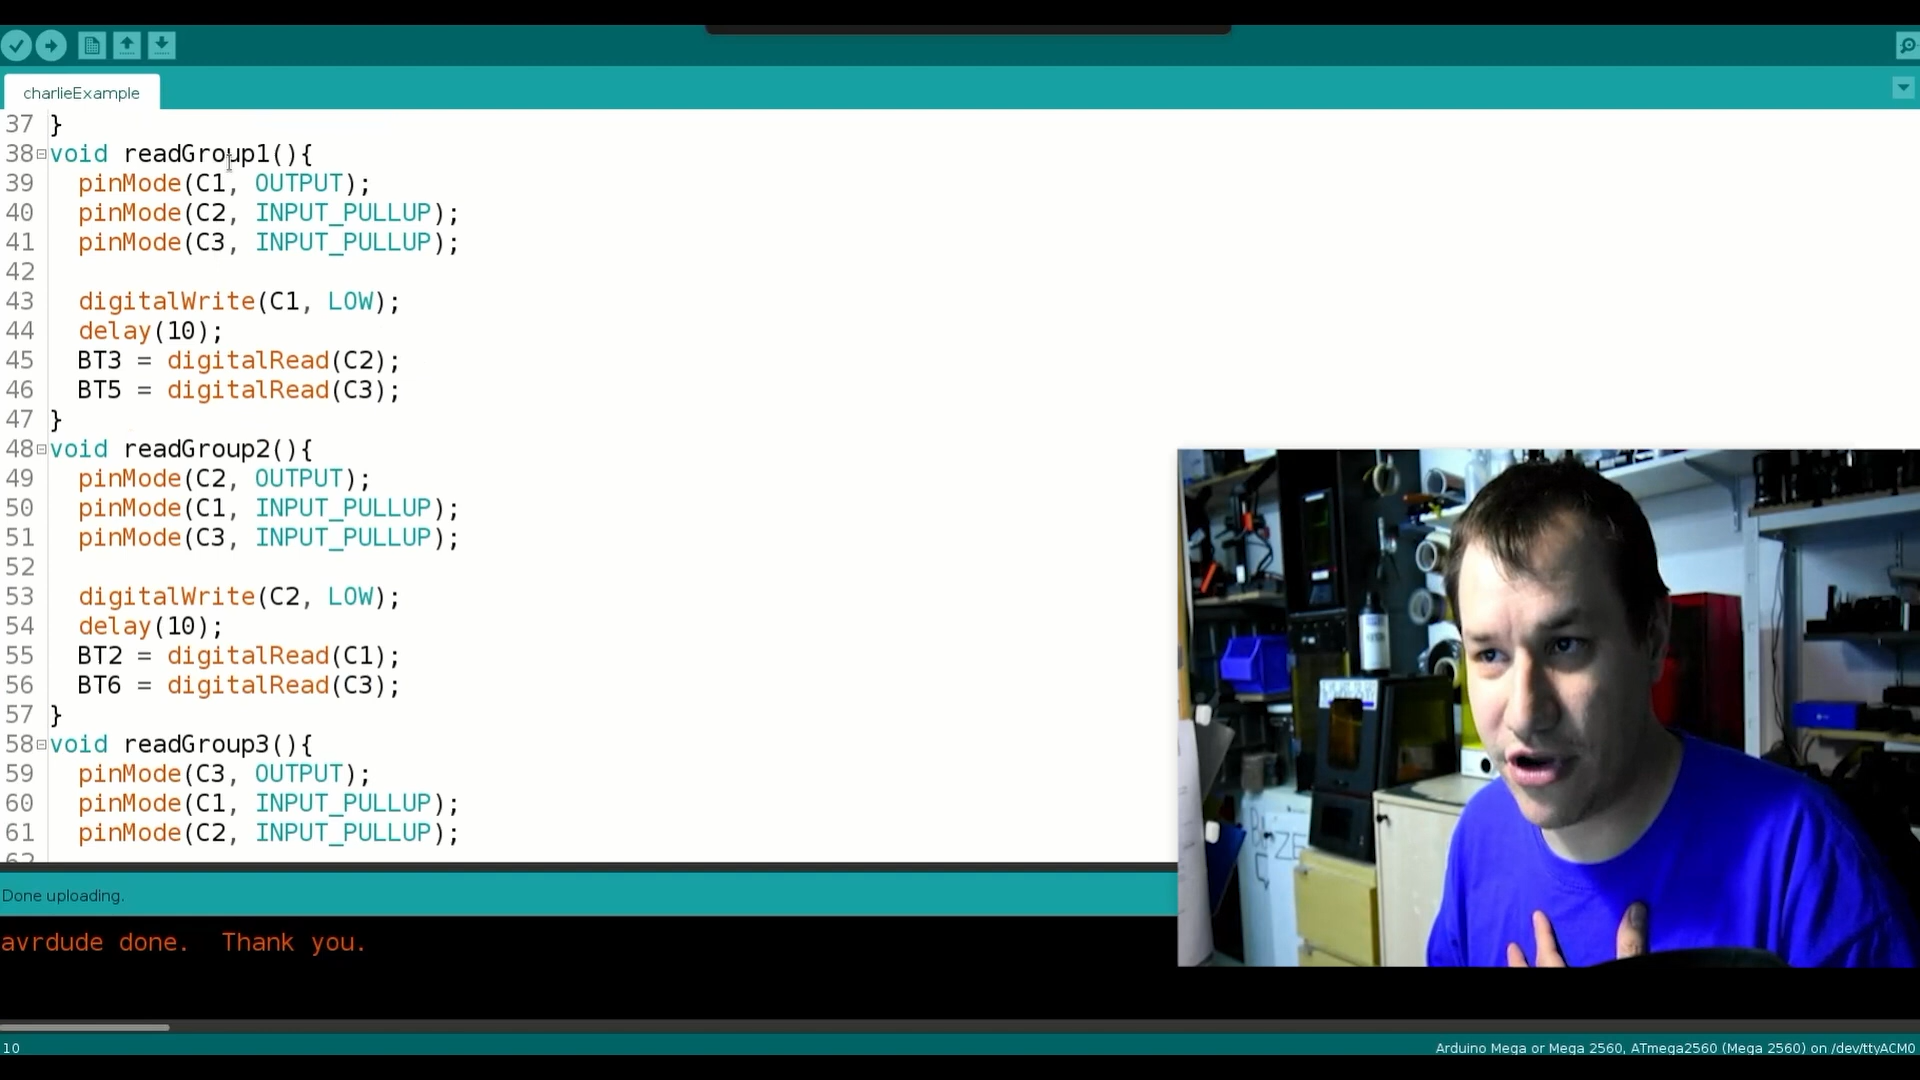 charlieExample
37 }
38 void readGroup1(){
39 pinMode(C1, OUTPUT);
40 pinMode(C2, INPUT_PULLUP);
41 pinMode(C3, INPUT_PULLUP);
42
43 digitalWrite(C1, LOW);
44 delay(10);
45 BT3 = digitalRead(C2);
46 BT5 = digitalRead(C3);
47 }
48 void readGroup2(){
49 pinMode(C2, OUTPUT);
50 pinMode(C1, INPUT_PULLUP);
51 pinMode(C3, INPUT_PULLUP);
52
53 digitalWrite(C2, LOW);
54 delay(10);
55 BT2 = digitalRead(C1);
56 BT6 = digitalRead(C3);
57 }
58 void readGroup3(){
59 pinMode(C3, OUTPUT);
60 pinMode(C1, INPUT_PULLUP);
61 pinMode(C2, INPUT_PULLUP);
62
Done uploading.
avrdude done.  Thank you.
10
Arduino Mega or Mega 2560, ATmega2560 (Mega 2560) on /dev/ttyACM0